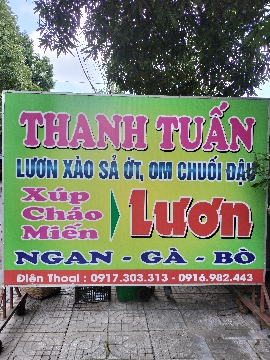 THANH TUẤN
LƯƠN XÀO SẢ ỚT, OM CHUỐI ĐẬU
Xúp
Cháo
Miến
Lươn
NGAN - GÀ - BÒ
Điện Thoại : 0917.303.313 - 0916.982.443